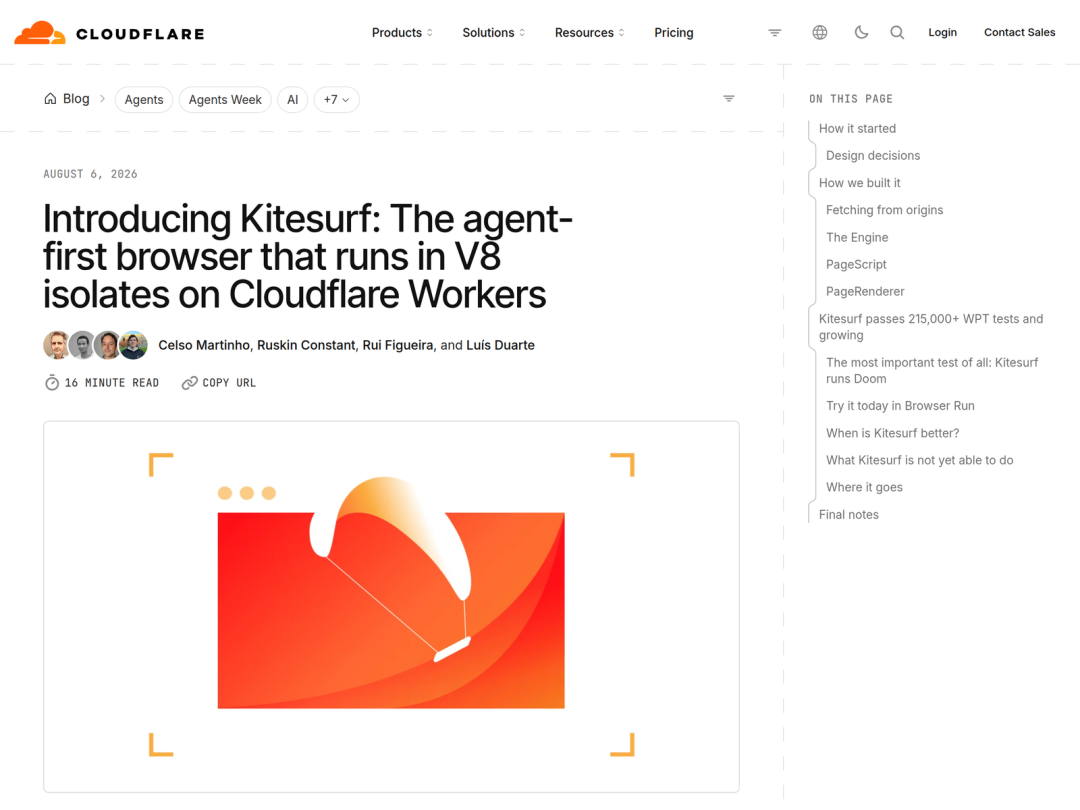 CLOUDFLARE
Products
Solutions
Resources
Pricing
Login
Contact Sales
Blog
Agents
Agents Week
AI
+7
AUGUST 6, 2026
Introducing Kitesurf: The agent-
first browser that runs in V8
isolates on Cloudflare Workers
Celso Martinho, Ruskin Constant, Rui Figueira, and Luís Duarte
16 MINUTE READ
COPY URL
ON THIS PAGE
How it started
Design decisions
How we built it
Fetching from origins
The Engine
PageScript
PageRenderer
Kitesurf passes 215,000+ WPT tests and
growing
The most important test of all: Kitesurf
runs Doom
Try it today in Browser Run
When is Kitesurf better?
What Kitesurf is not yet able to do
Where it goes
Final notes